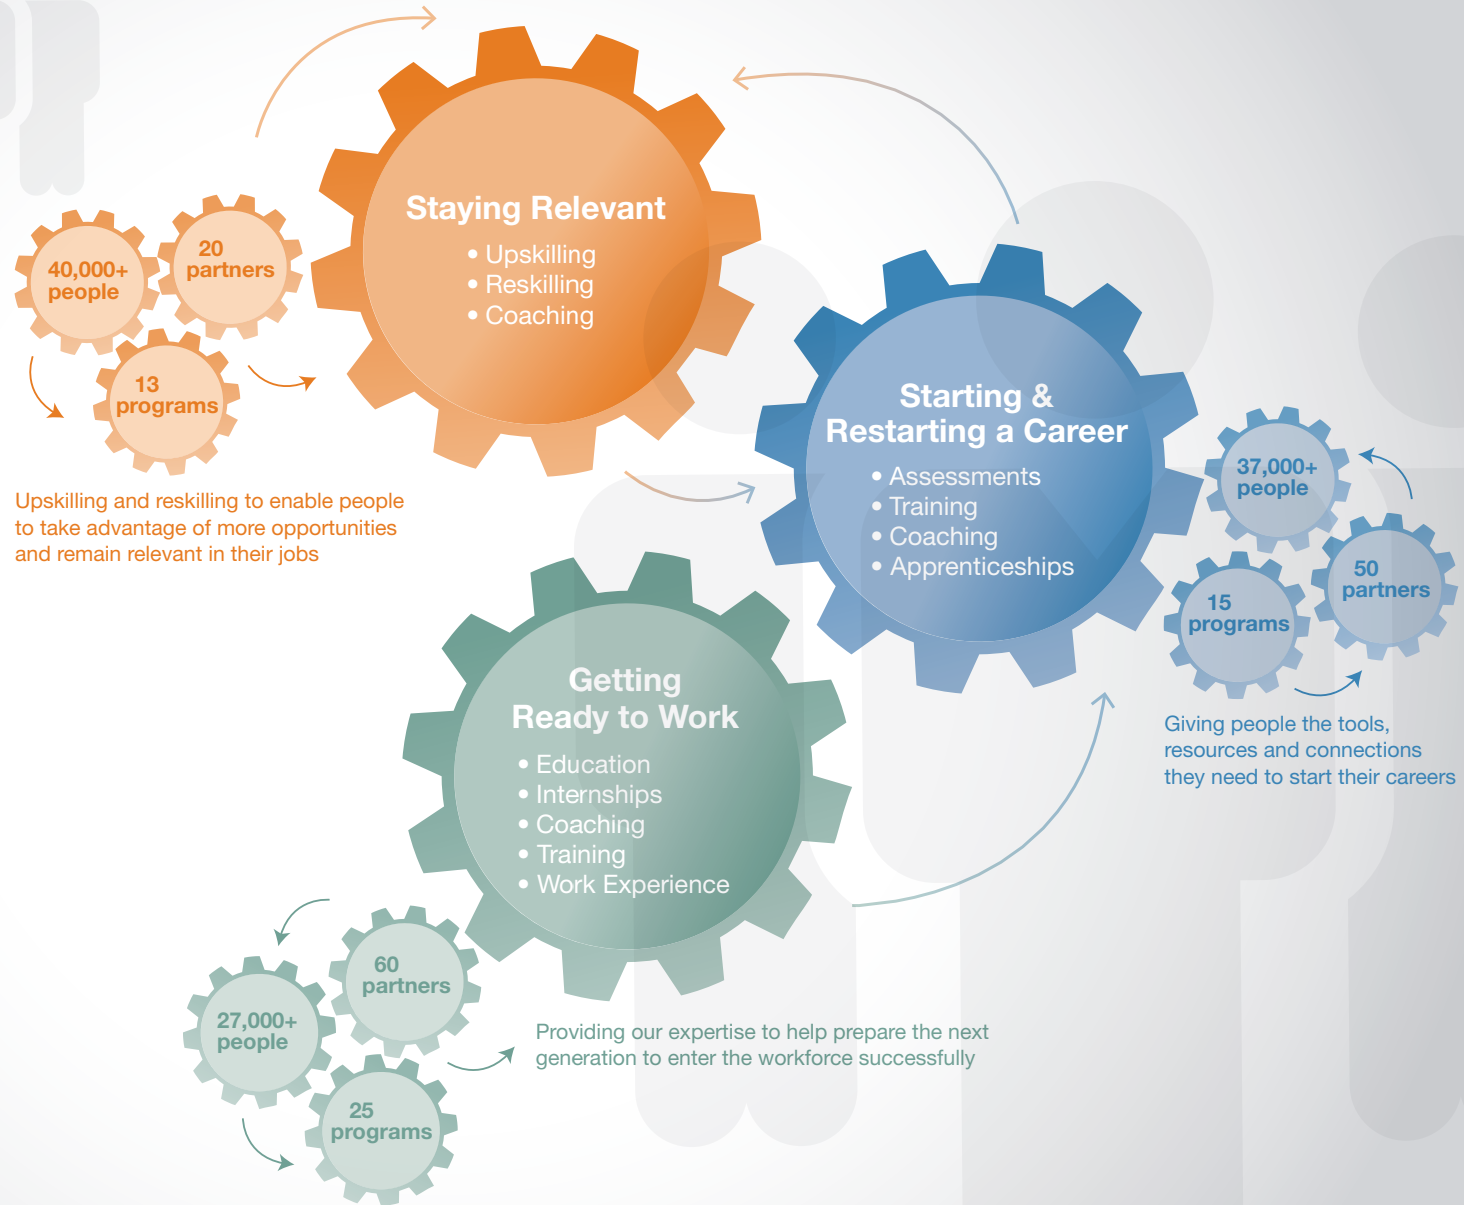 Staying Relevant
• Upskilling
• Reskilling
• Coaching
40,000+
people
20
partners
13
programs
Upskilling and reskilling to enable people
to take advantage of more opportunities
and remain relevant in their jobs
Starting &
Restarting a Career
• Assessments
• Training
• Coaching
• Apprenticeships
37,000+
people
50
partners
15
programs
Giving people the tools,
resources and connections
they need to start their careers
Getting
Ready to Work
• Education
• Internships
• Coaching
• Training
• Work Experience
60
partners
27,000+
people
25
programs
Providing our expertise to help prepare the next
generation to enter the workforce successfully